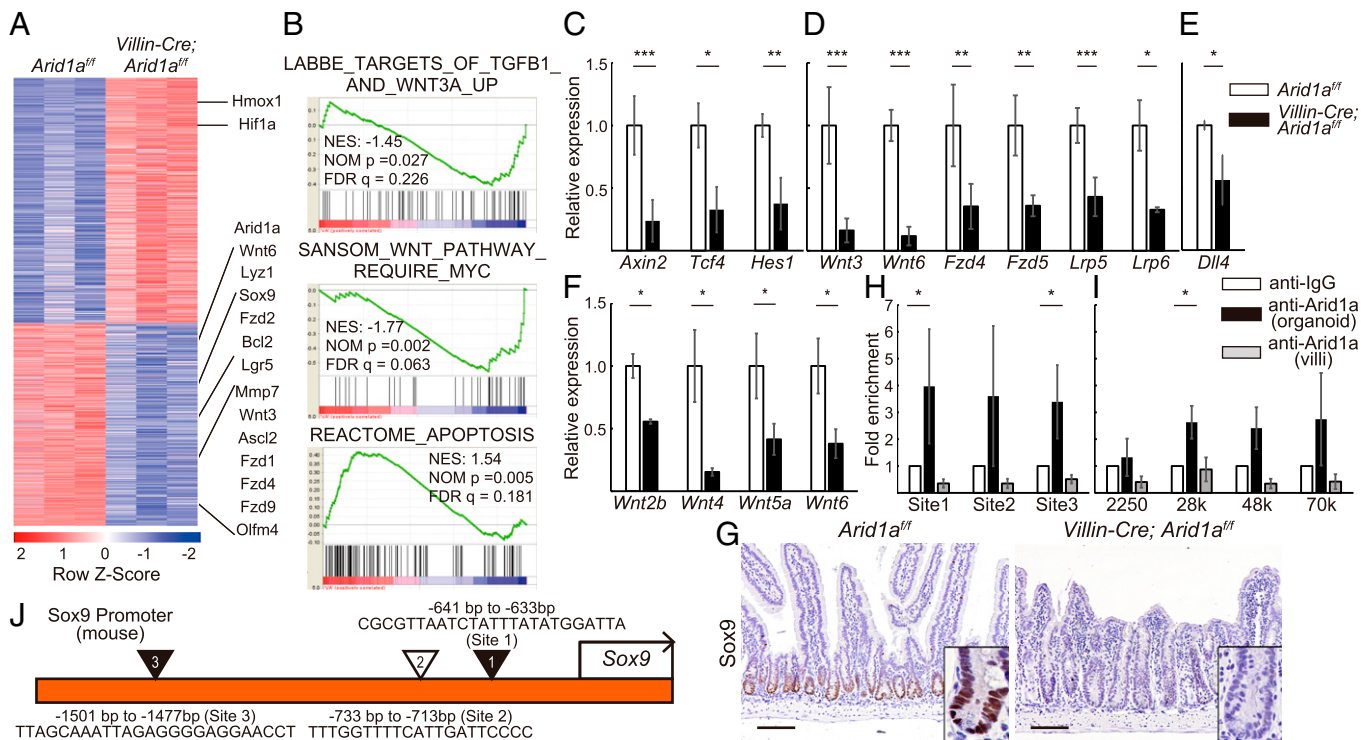 A
Arid1a^f/f
Villin-Cre;
Arid1a^f/f
Hmox1
Hif1a
Arid1a
Wnt6
Lyz1
Sox9
Fzd2
Bcl2
Lgr5
Mmp7
Wnt3
Ascl2
Fzd1
Fzd4
Fzd9
Olfm4
2 1 0 -1 -2
Row Z-Score
B
LABBE_TARGETS_OF_TGFB1_
AND_WNT3A_UP
NES: -1.45
NOM p =0.027
FDR q = 0.226
SANSOM_WNT_PATHWAY_
REQUIRE_MYC
NES: -1.77
NOM p =0.002
FDR q = 0.063
REACTOME_APOPTOSIS
NES: 1.54
NOM p =0.005
FDR q = 0.181
C
Relative expression
1.5
1.0
0.5
*** * **
Axin2 Tcf4 Hes1
D
*** *** ** ** *** *
Wnt3 Wnt6 Fzd4 Fzd5 Lrp5 Lrp6
E
*
Dll4
Arid1a^f/f
Villin-Cre;
Arid1a^f/f
F
Relative expression
1.5
1.0
0.5
* * * *
Wnt2b Wnt4 Wnt5a Wnt6
H
Fold enrichment
7
6
5
4
3
2
1
0
* *
Site1 Site2 Site3
I
*
2250 28k 48k 70k
anti-IgG
anti-Arid1a
(organoid)
anti-Arid1a
(villi)
G
Arid1a^f/f
Villin-Cre; Arid1a^f/f
Sox9
J
Sox9 Promoter
(mouse)
-641 bp to -633bp
CGCGTTAATCTATTTATATGGATTA
(Site 1)
3
2
1
Sox9
-1501 bp to -1477bp (Site 3)
TTAGCAAATTAGAGGGGAGGAACCT
-733 bp to -713bp (Site 2)
TTTGGTTTTCATTGATTCCCC